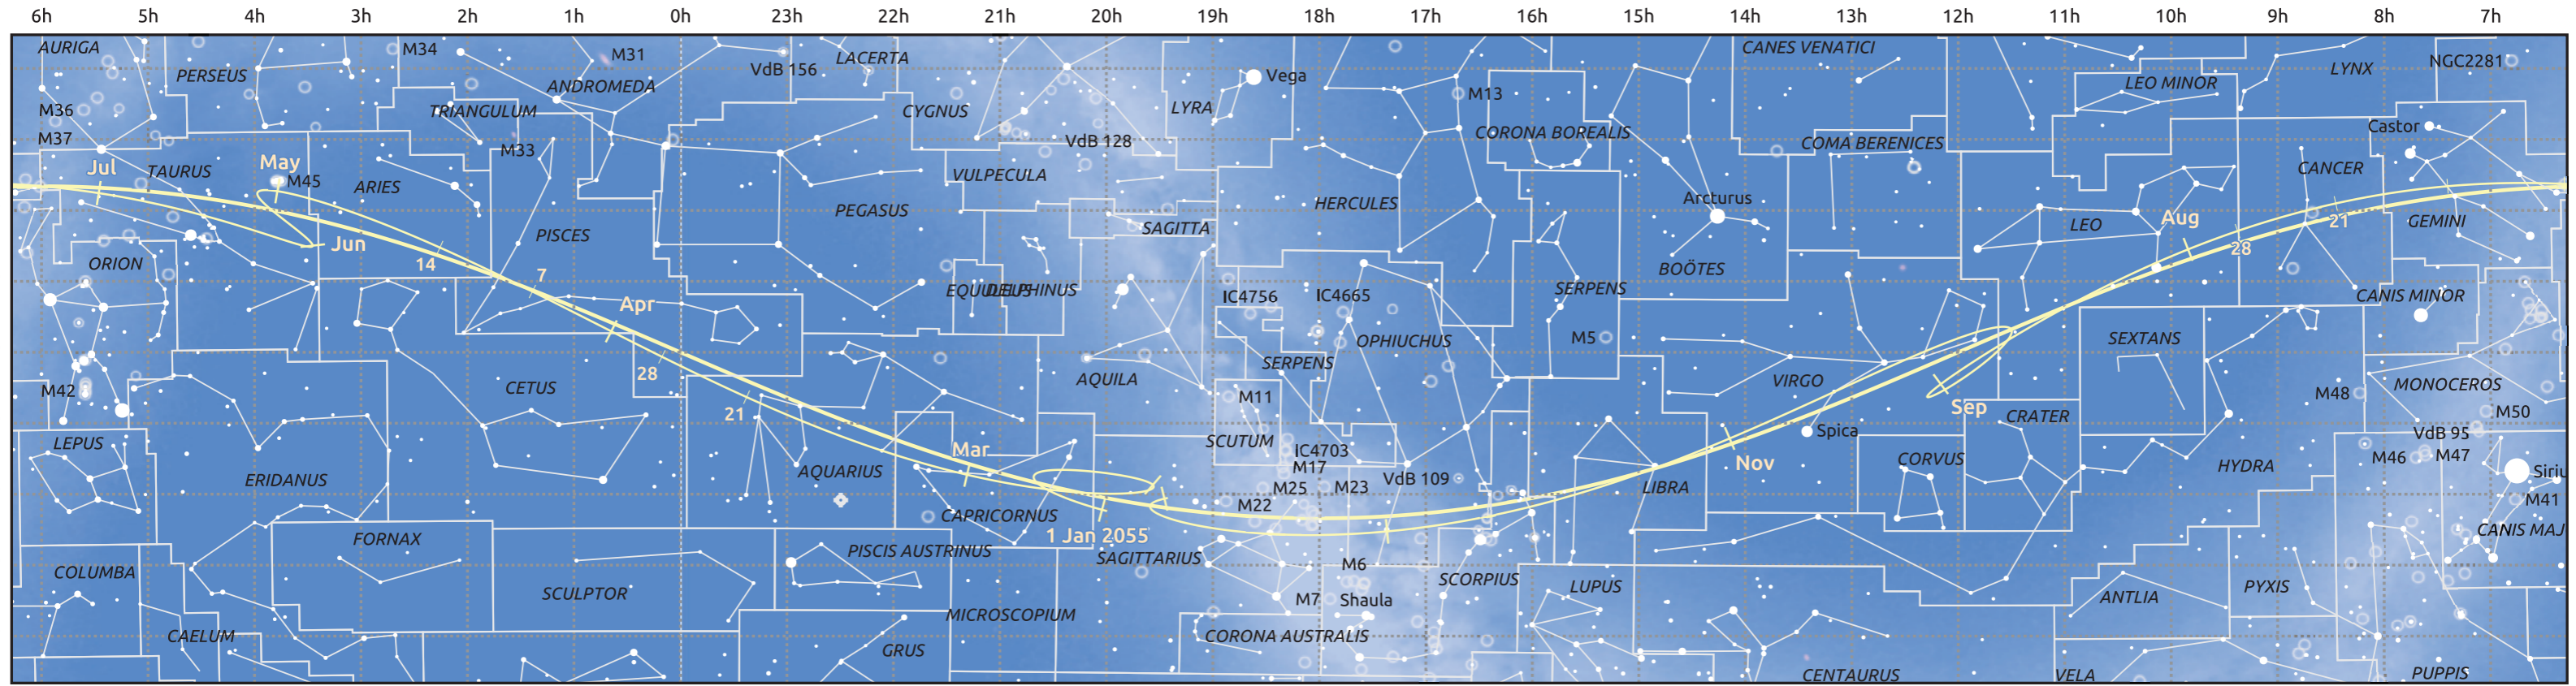 6h 5h 4h 3h 2h 1h 0h 23h 22h 21h 20h 19h 18h 17h 16h 15h 14h 13h 12h 11h 10h 9h 8h 7h
AURIGA
PERSEUS
M34
M31
ANDROMEDA
VdB 156
LACERTA
CYGNUS
LYRA
Vega
M13
CANES VENATICI
LEO MINOR
LYNX
NGC2281
M36
M37
TRIANGULUM
M33
VdB 128
CORONA BOREALIS
COMA BERENICES
Castor
Jul
TAURUS
May
M45
ARIES
VULPECULA
CANCER
PISCES
PEGASUS
SAGITTA
HERCULES
Arcturus
LEO
Aug
GEMINI
21
28
Jun
14
7
ORION
EQUULEUS
DELPHINUS
BOÖTES
SERPENS
CANIS MINOR
Apr
IC4756
IC4665
OPHIUCHUS
M5
SEXTANS
28
SERPENS
AQUILA
VIRGO
MONOCEROS
M42
CETUS
21
M11
Sep
CRATER
M48
M50
LEPUS
Mar
SCUTUM
IC4703
M17
Spica
VdB 95
ERIDANUS
AQUARIUS
M25
M23
VdB 109
LIBRA
Nov
CORVUS
HYDRA
M46
M47
Siriu
M41
CAPRICORNUS
M22
1 Jan 2055
FORNAX
PISCIS AUSTRINUS
SAGITTARIUS
CANIS MAJ
COLUMBA
SCULPTOR
M6
SCORPIUS
LUPUS
ANTLIA
PYXIS
M7
Shaula
MICROSCOPIUM
CAELUM
GRUS
CORONA AUSTRALIS
CENTAURUS
VELA
PUPPIS